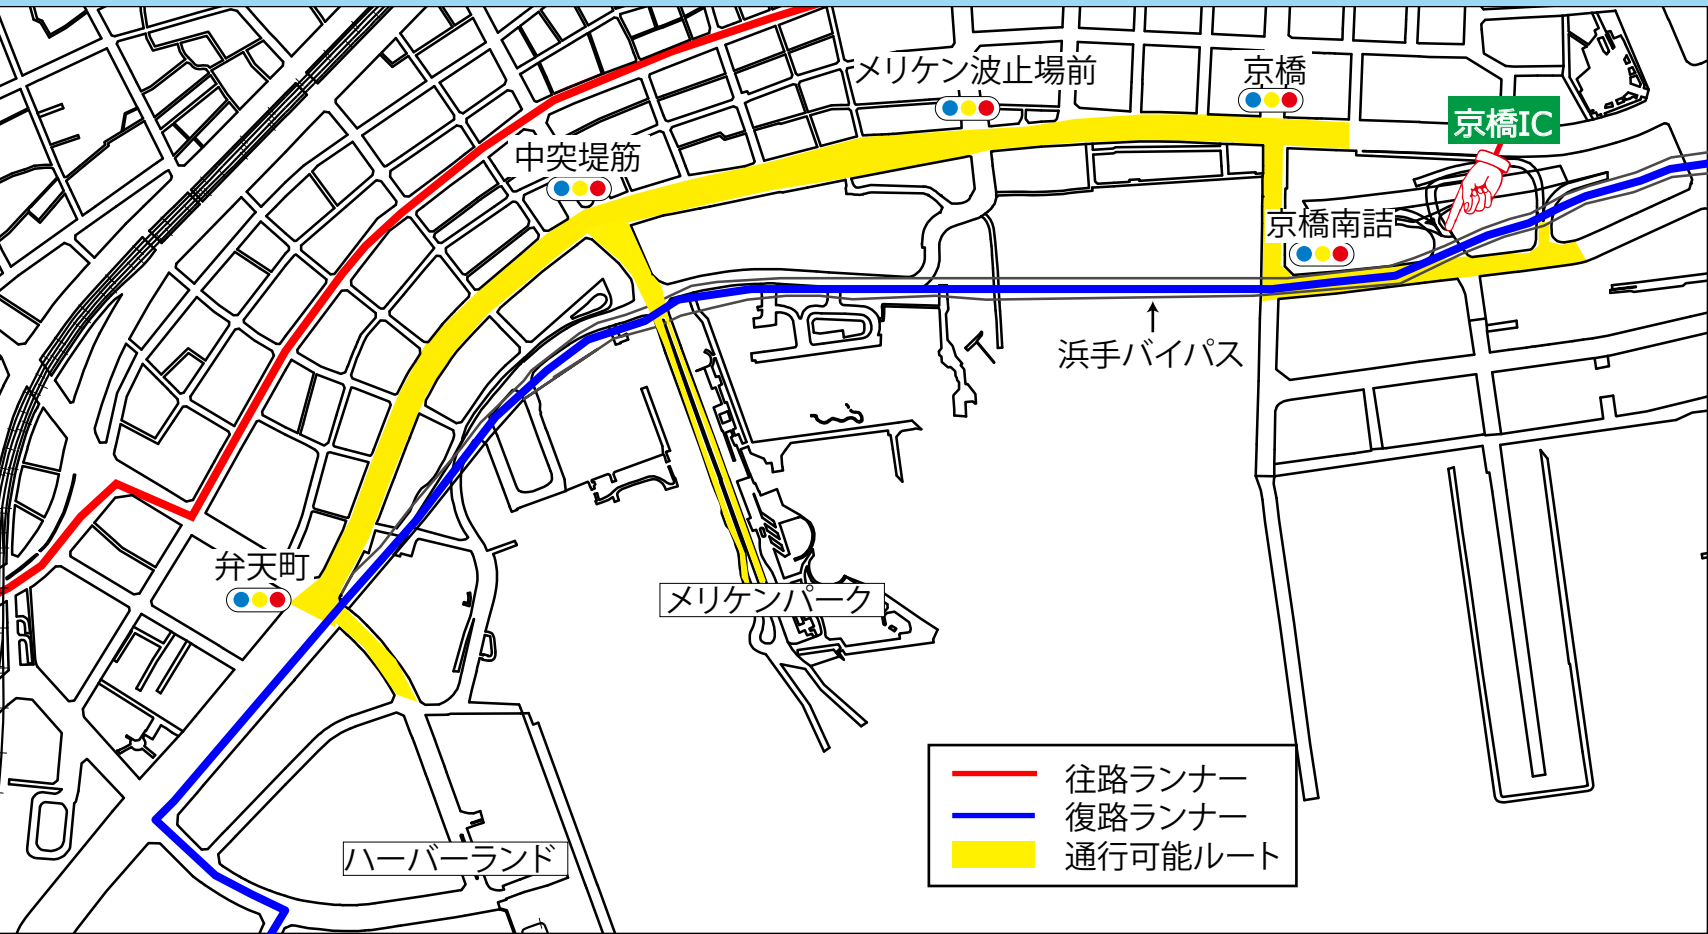 メリケン波止場前
京橋
京橋IC
中突堤筋
京橋南詰
浜手バイパス
弁天町
メリケンパーク
ハーバーランド
往路ランナー
復路ランナー
通行可能ルート